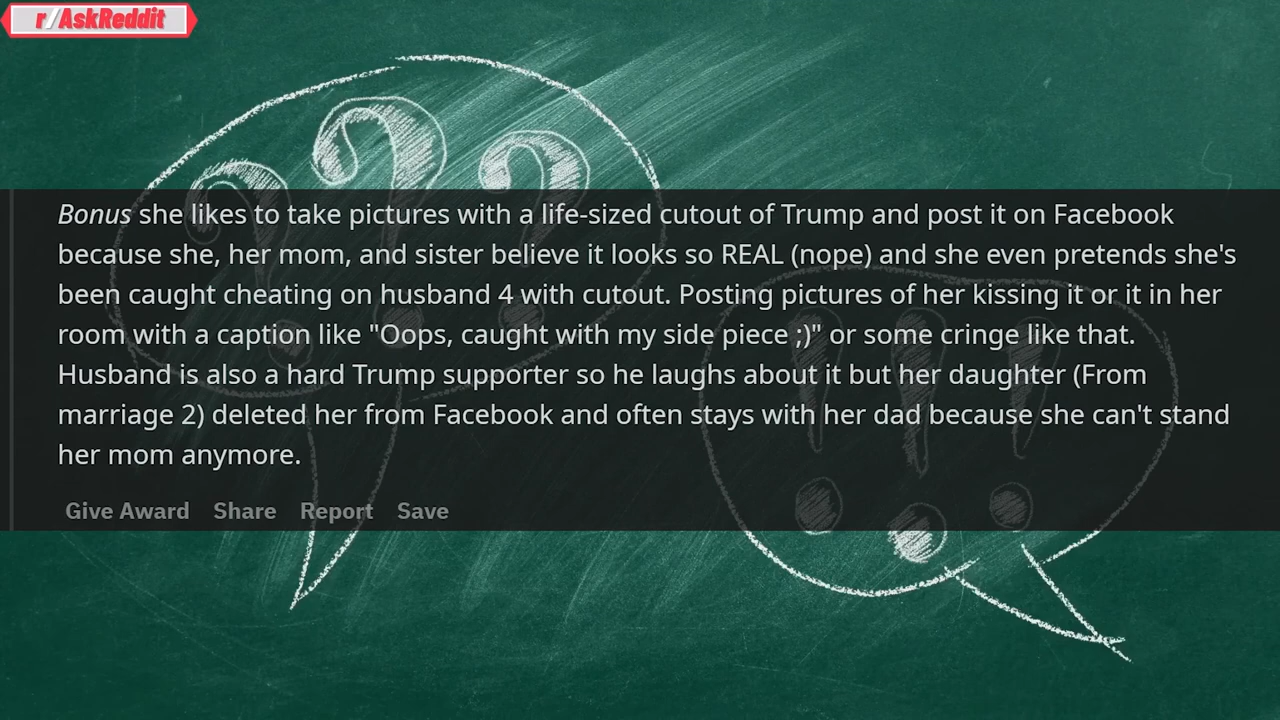 r/AskReddit
Bonus she likes to take pictures with a life-sized cutout of Trump and post it on Facebook
because she, her mom, and sister believe it looks so REAL (nope) and she even pretends she's
been caught cheating on husband 4 with cutout. Posting pictures of her kissing it or it in her
room with a caption like "Oops, caught with my side piece ;)" or some cringe like that.
Husband is also a hard Trump supporter so he laughs about it but her daughter (From
marriage 2) deleted her from Facebook and often stays with her dad because she can't stand
her mom anymore.
Give Award Share Report Save